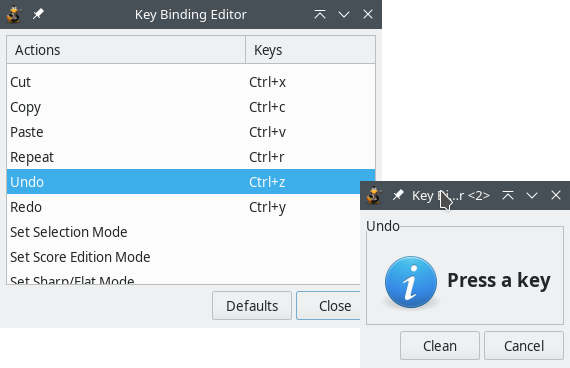 Key Binding Editor
Actions Keys
Cut Ctrl+x
Copy Ctrl+c
Paste Ctrl+v
Repeat Ctrl+r
Undo Ctrl+z
Redo Ctrl+y
Set Selection Mode
Set Score Edition Mode
Set Sharp/Flat Mode
Defaults Close
Key Bi...r <2>
Undo
Press a key
Clean Cancel